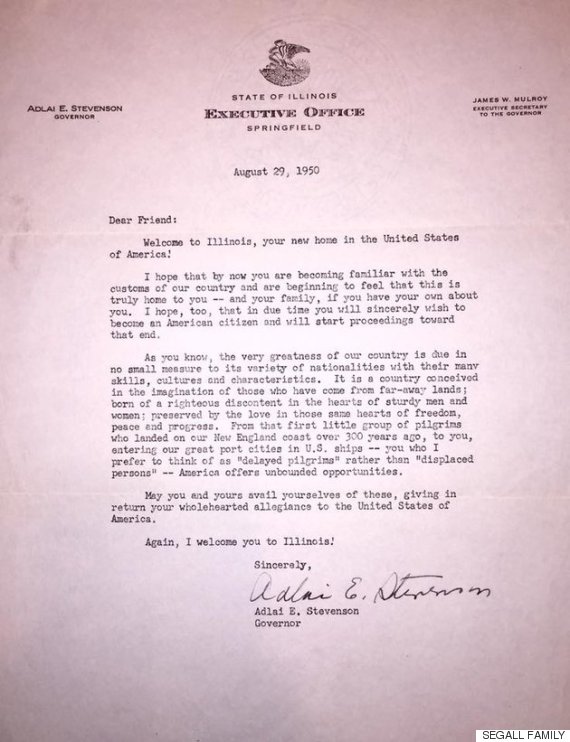 STATE OF ILLINOIS
ADLAI E. STEVENSON
GOVERNOR
EXECUTIVE OFFICE
SPRINGFIELD
JAMES W. MULROY
EXECUTIVE SECRETARY
TO THE GOVERNOR
August 29, 1950
Dear Friend:
Welcome to Illinois, your new home in the United States
of America!
I hope that by now you are becoming familiar with the
customs of our country and are beginning to feel that this is
truly home to you -- and your family, if you have your own about
you. I hope, too, that in due time you will sincerely wish to
become an American citizen and will start proceedings toward
that end.
As you know, the very greatness of our country is due in
no small measure to its variety of nationalities with their many
skills, cultures and characteristics. It is a country conceived
in the imagination of those who have come from far-away lands;
born of a righteous discontent in the hearts of sturdy men and
women; preserved by the love in those same hearts of freedom,
peace and progress. From that first little group of pilgrims
who landed on our New England coast over 300 years ago, to you,
entering our great port cities in U.S. ships -- you who I
prefer to think of as "delayed pilgrims" rather than "displaced
persons" -- America offers unbounded opportunities.
May you and yours avail yourselves of these, giving in
return your wholehearted allegiance to the United States of
America.
Again, I welcome you to Illinois!
Sincerely,
Adlai E. Stevenson
Adlai E. Stevenson
Governor
SEGALL FAMILY